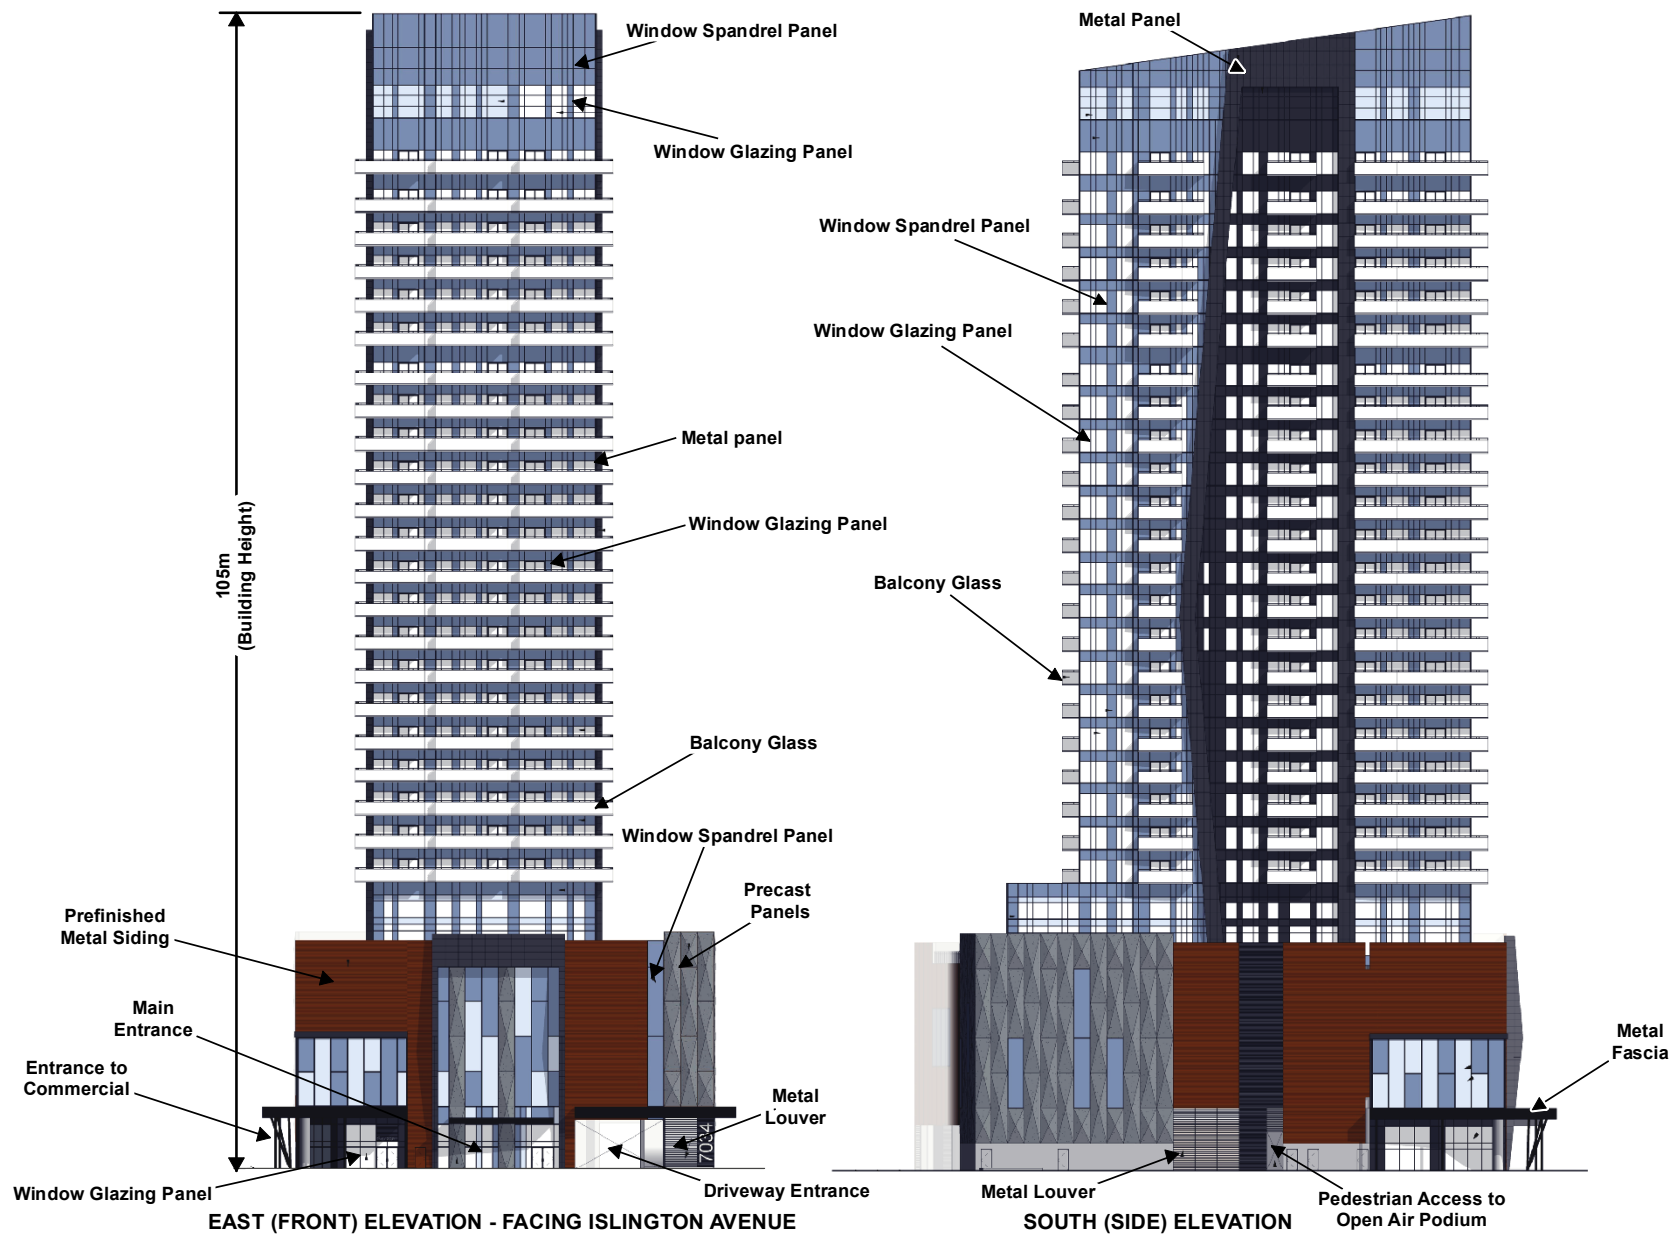 Window Spandrel Panel
Window Glazing Panel
105m
(Building Height)
Metal panel
Window Glazing Panel
Balcony Glass
Window Spandrel Panel
Precast
Panels
Prefinished
Metal Siding
Main
Entrance
Entrance to
Commercial
Metal
Louver
7034
Window Glazing Panel
Driveway Entrance
EAST (FRONT) ELEVATION - FACING ISLINGTON AVENUE
Metal Panel
Window Spandrel Panel
Window Glazing Panel
Balcony Glass
Metal
Fascia
Metal Louver
Pedestrian Access to
Open Air Podium
SOUTH (SIDE) ELEVATION